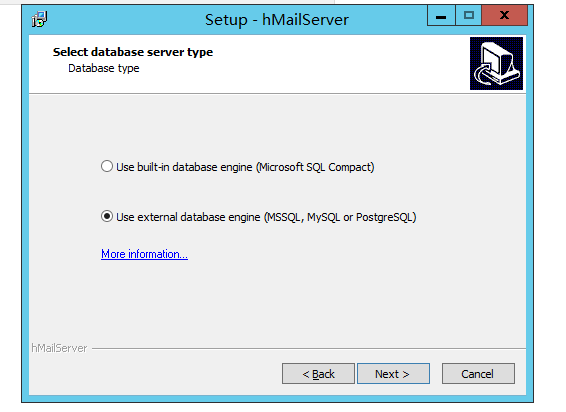 Setup - hMailServer
Select database server type
Database type
Use built-in database engine (Microsoft SQL Compact)
Use external database engine (MSSQL, MySQL or PostgreSQL)
More information...
hMailServer
< Back
Next >
Cancel